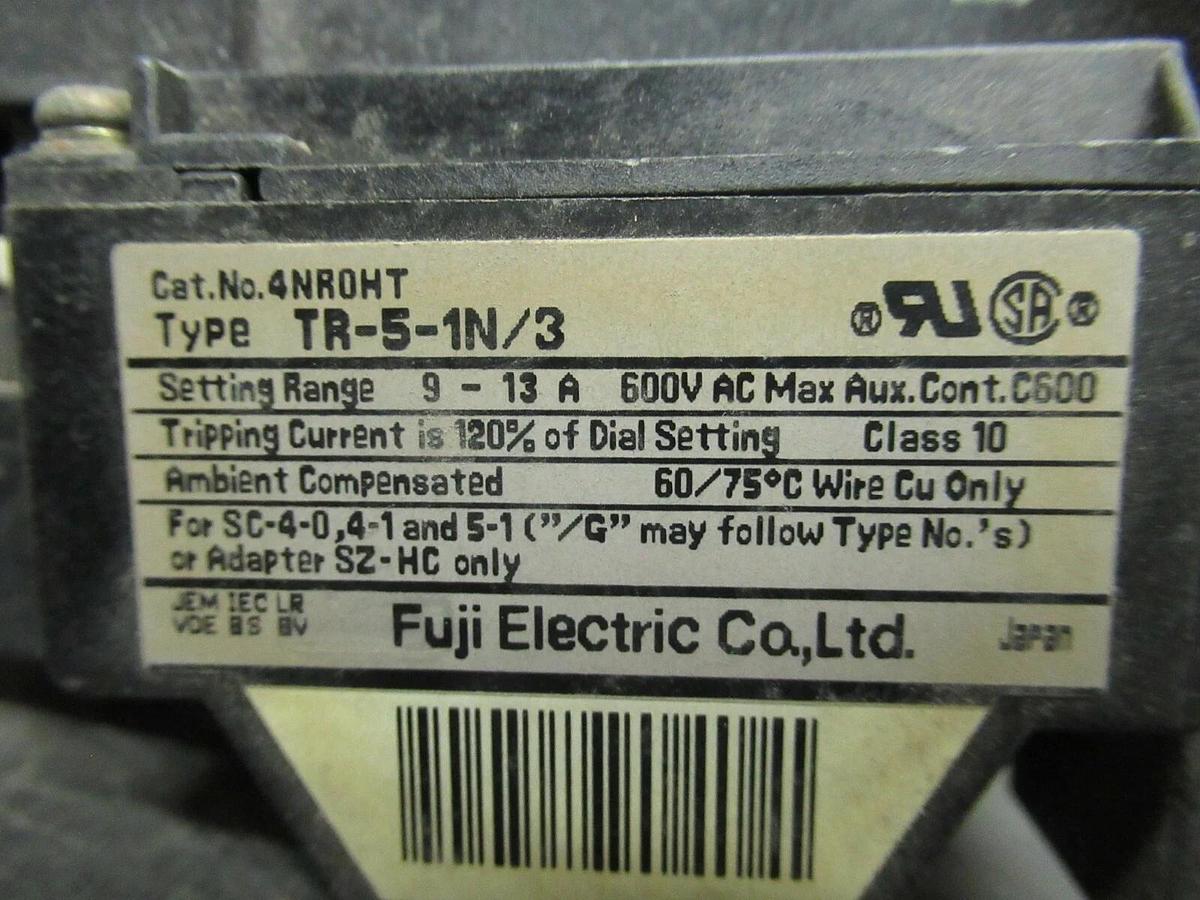 Cat.No.4NR0HT
Type TR-5-1N/3
® RU SA ®
Setting Range 9 - 13 A 600V AC Max Aux.Cont.C600
Tripping Current is 120% of Dial Setting Class 10
Ambient Compensated 60/75°C Wire Cu Only
For SC-4-0,4-1 and 5-1 ("/G" may follow Type No.'s)
or Adapter SZ-HC only
JEM IEC LR
VDE BS BV
Fuji Electric Co.,Ltd.
Japan